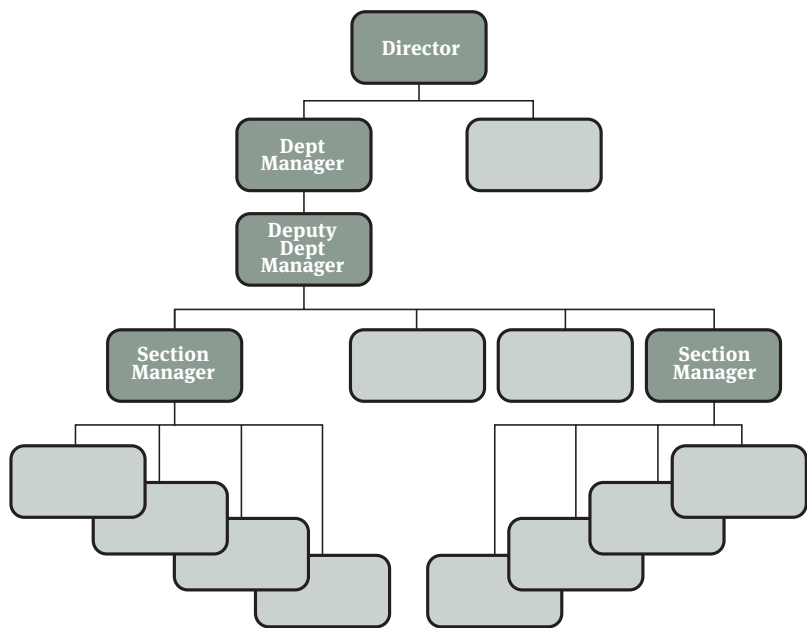 Director
Dept
Manager
Deputy
Dept
Manager
Section
Manager
Section
Manager